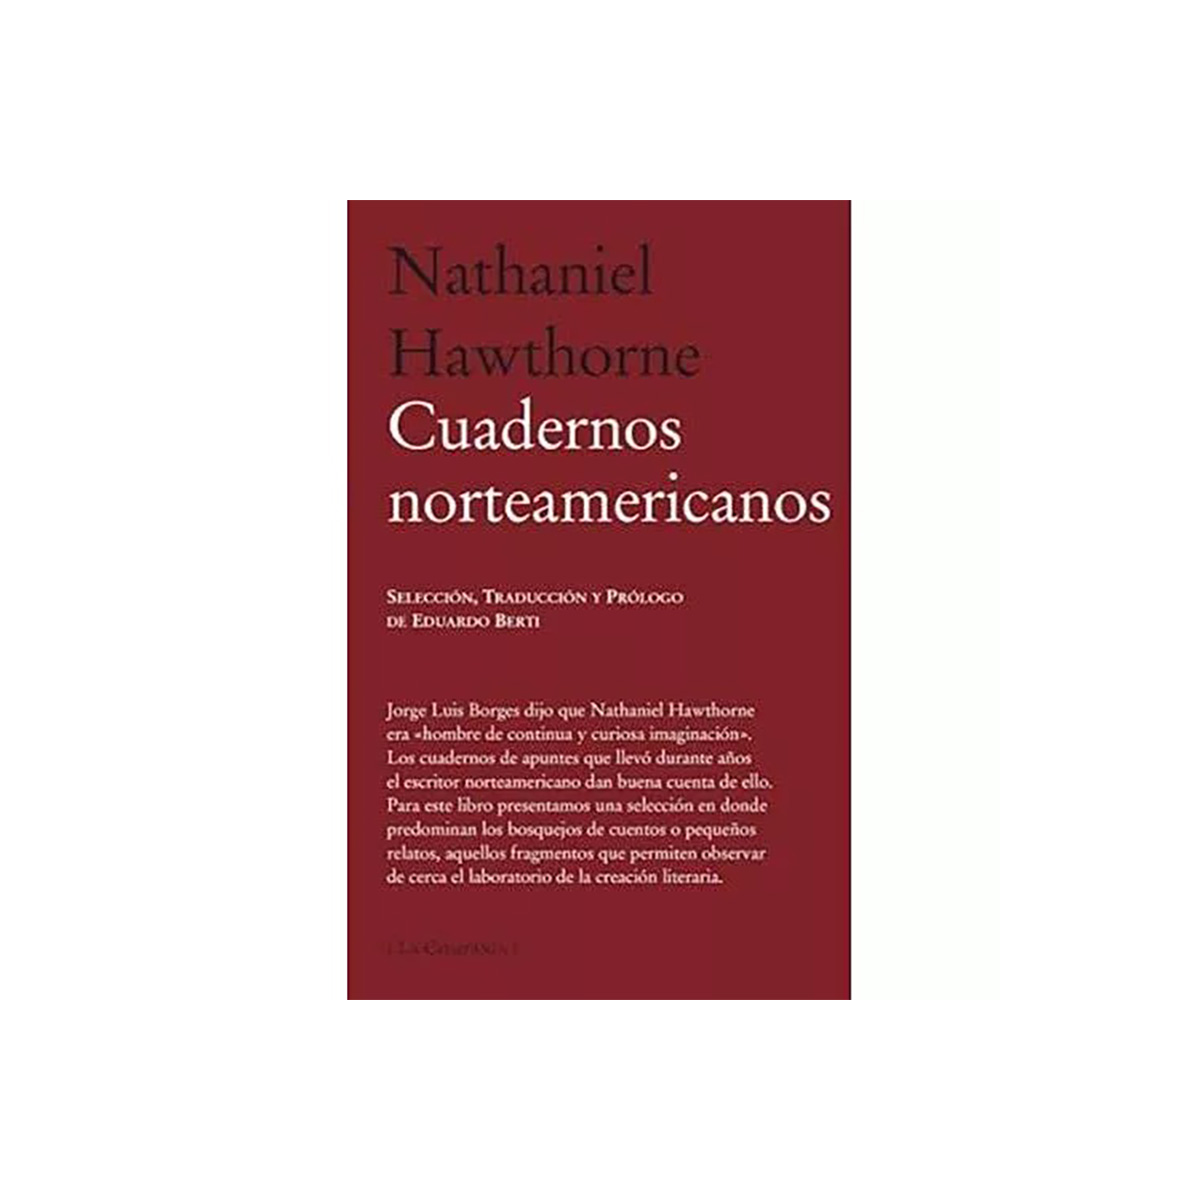 Nathaniel
Hawthorne
Cuadernos
norteamericanos
Selección, Traducción y Prólogo
de Eduardo Berti
Jorge Luis Borges dijo que Nathaniel Hawthorne
era «hombre de continua y curiosa imaginación».
Los cuadernos de apuntes que llevó durante años
el escritor norteamericano dan buena cuenta de ello.
Para este libro presentamos una selección en donde
predominan los bosquejos de cuentos o pequeños
relatos, aquellos fragmentos que permiten observar
de cerca el laboratorio de la creación literaria.
La Compañía